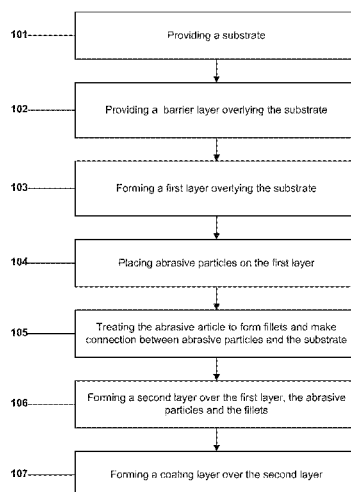 101
Providing a substrate
102
Providing a barrier layer overlying the substrate
103
Forming a first layer overlying the substrate
104
Placing abrasive particles on the first layer
105
Treating the abrasive article to form fillets and make
connection between abrasive particles and the substrate
106
Forming a second layer over the first layer, the abrasive
particles and the fillets
107
Forming a coating layer over the second layer